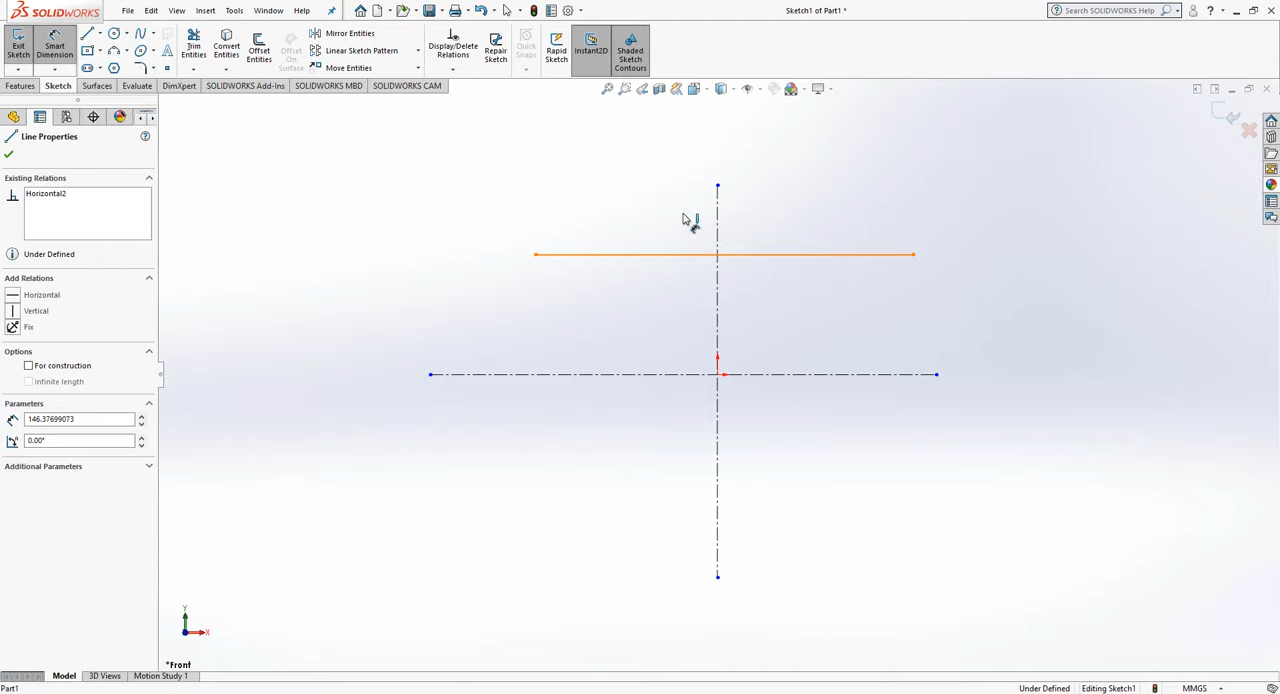 SOLIDWORKS File Edit View Insert Tools Window Help Sketch1 of Part1 * Search SOLIDWORKS Help ?
Exit Sketch
Smart Dimension
Trim Entities
Convert Entities
Offset Entities
Offset On Surface
Mirror Entities
Linear Sketch Pattern
Move Entities
Display/Delete Relations
Repair Sketch
Quick Snaps
Rapid Sketch
Instant2D
Shaded Sketch Contours
Features Sketch Surfaces Evaluate DimXpert SOLIDWORKS Add-Ins SOLIDWORKS MBD SOLIDWORKS CAM
Line Properties
Existing Relations
Horizontal2
Under Defined
Add Relations
Horizontal
Vertical
Fix
Options
For construction
Infinite length
Parameters
146.37699073
0.00°
Additional Parameters
Y
X
*Front
Model 3D Views Motion Study 1
Part1 Under Defined Editing Sketch1 MMGS